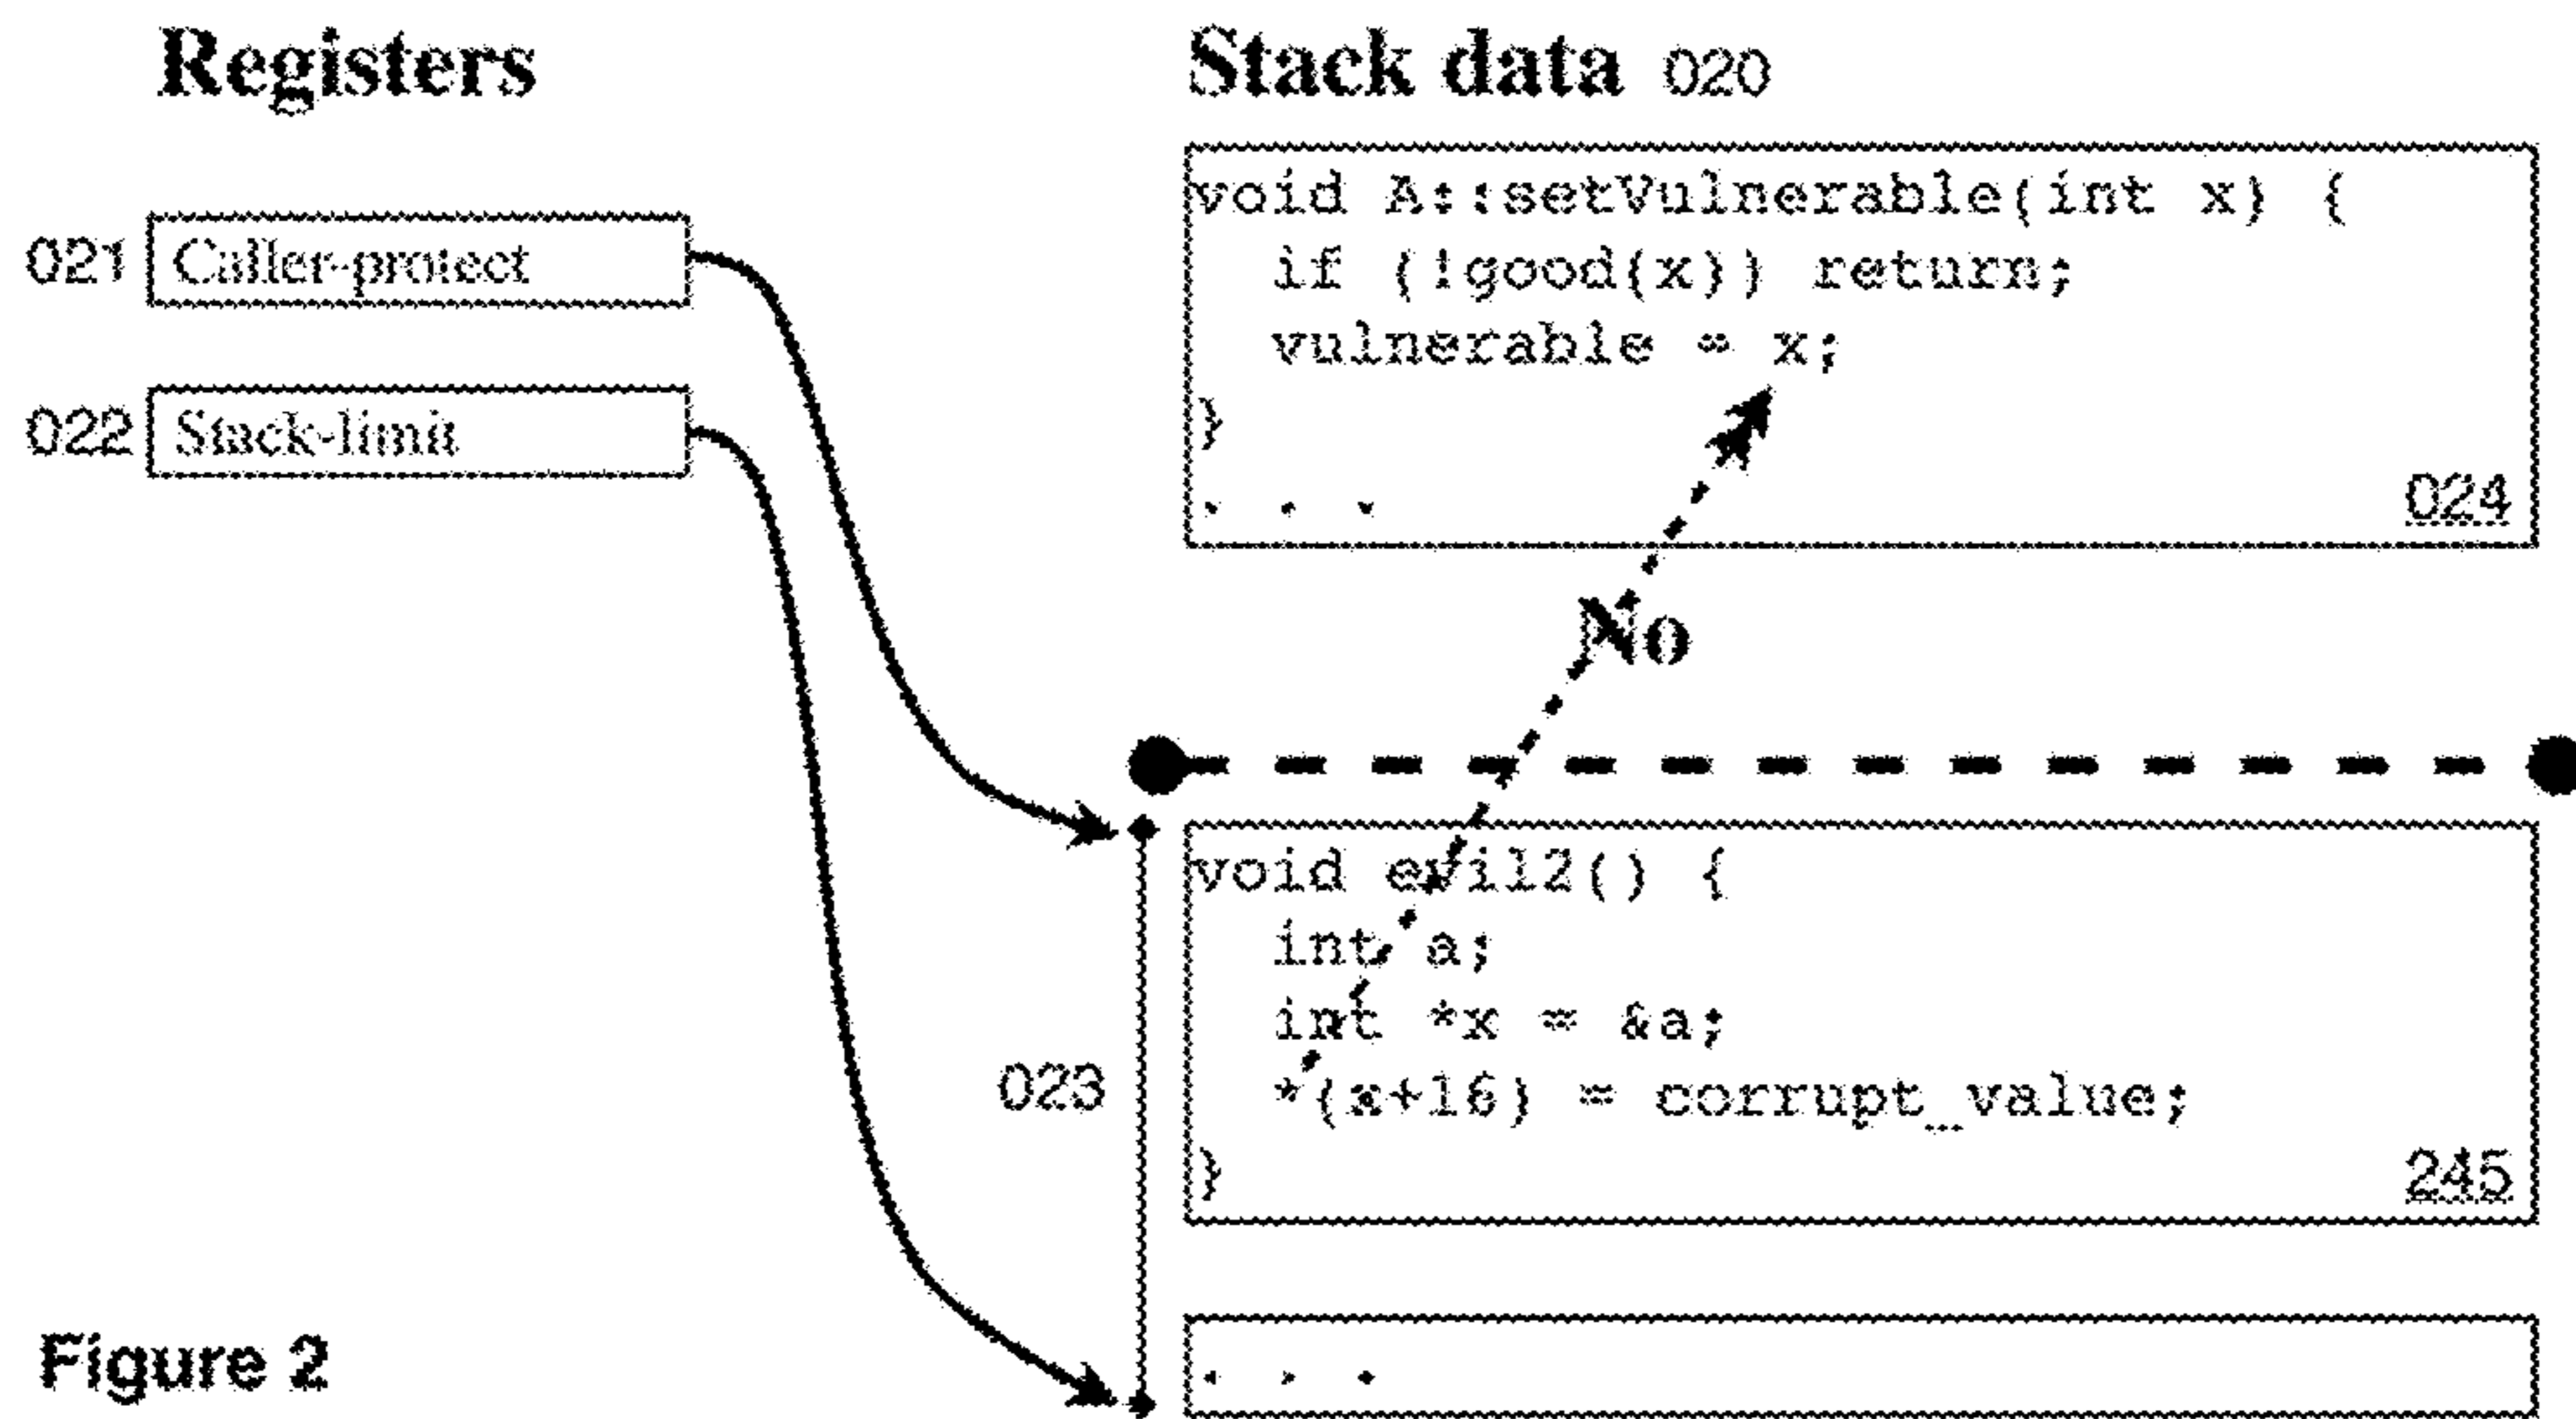 Registers
Stack data 020
021 Caller-protect
022 Stack-limit
void A::setVulnerable(int x) {
  if (!good(x)) return;
  vulnerable = x;
}
. . .
024
No
void evil2() {
  int a;
  int *x = &a;
  *(x+16) = corrupt_value;
}
245
023
. . .
Figure 2